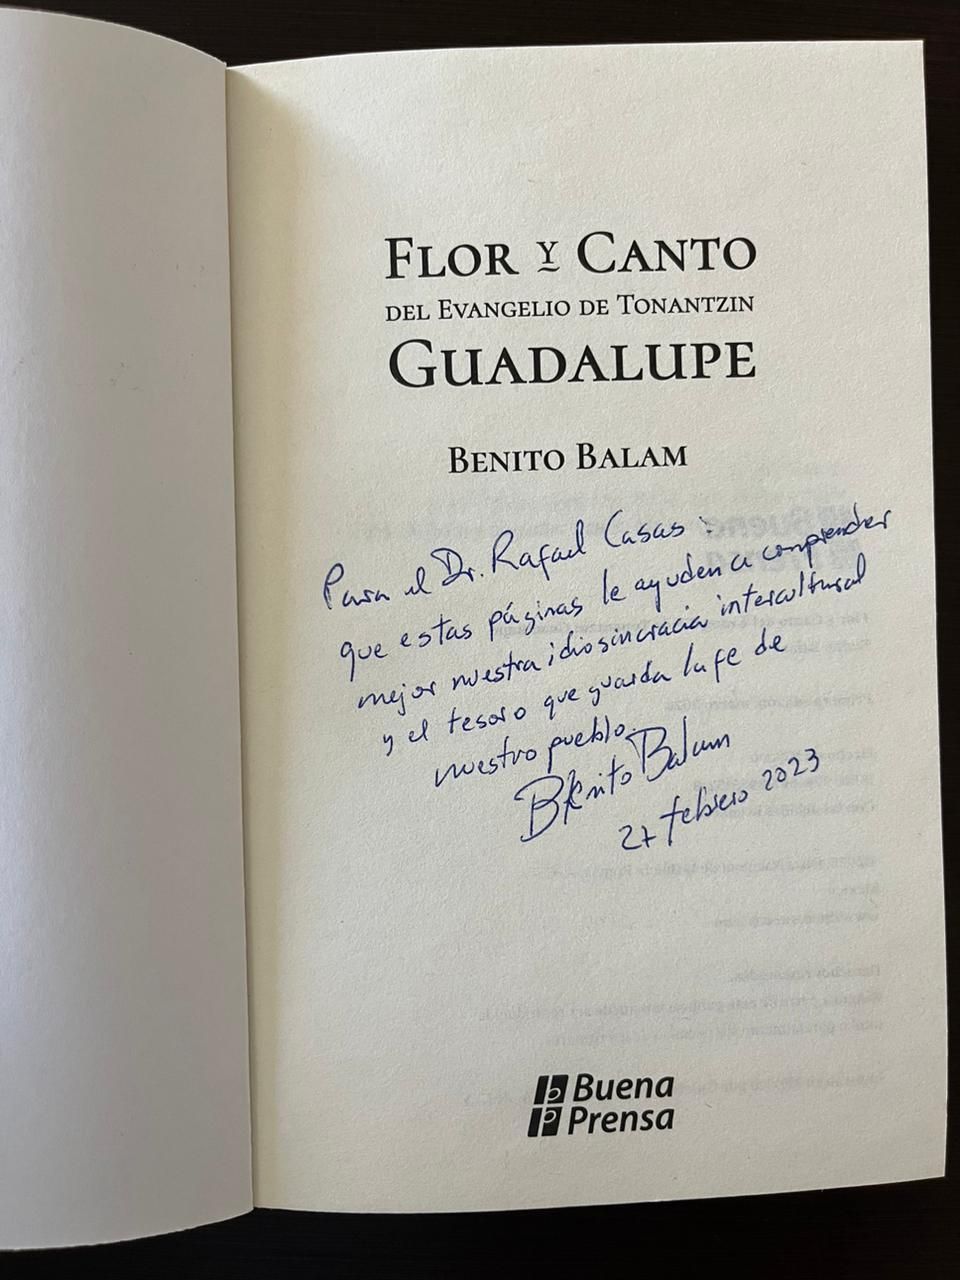 FLOR Y CANTO
DEL EVANGELIO DE TONANTZIN
GUADALUPE
BENITO BALAM
Para el Dr. Rafael Casas :
que estas páginas le ayuden a comprender
mejor nuestra idiosincracia intercultural
y el tesoro que guarda la fe de
nuestro pueblo.
Benito Balam
27 febrero 2023
Buena
Prensa